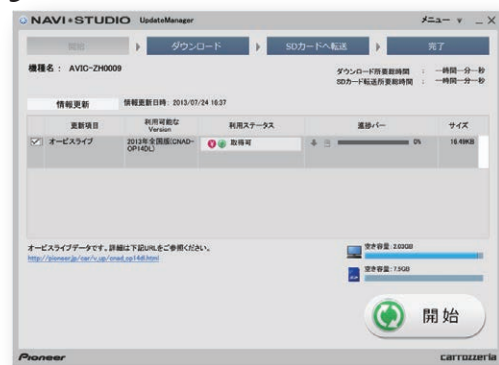 NAVI*STUDIO UpdateManager メニュー
開始 ダウンロード SDカードへ転送 完了
機種名： AVIC-ZH0009
ダウンロード所要総時間 ： --時間--分--秒
SDカード転送所要総時間 ： --時間--分--秒
情報更新 情報更新日時：2013/07/24 16:37
更新項目 利用可能な Version 利用ステータス 進捗バー サイズ
オービスライブ 2013年全国版(CNAD-OP14DL) ¥ 取得可 0% 18.49KB
オービスライブデータです。詳細は下記URLをご参照ください。
http://pioneer.jp/car/v_up/cnad_op14dl.html
空き容量：2.03GB
空き容量：7.5GB
開始
Pioneer carrozzeria